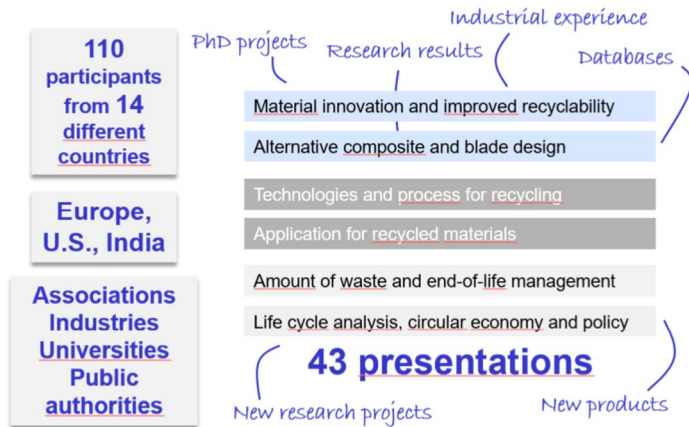 110
participants
from 14
different
countries
Europe,
U.S., India
Associations
Industries
Universities
Public
authorities
PhD projects
Research results
Industrial experience
Databases
Material innovation and improved recyclability
Alternative composite and blade design
Technologies and process for recycling
Application for recycled materials
Amount of waste and end-of-life management
Life cycle analysis, circular economy and policy
43 presentations
New research projects
New products